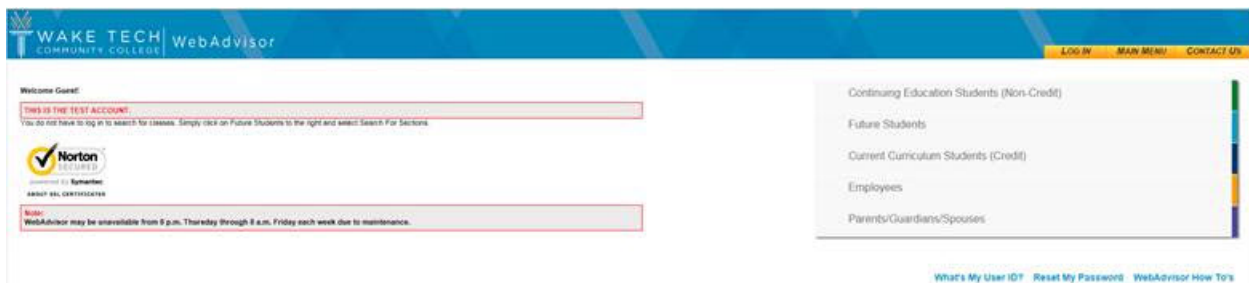 WAKE TECH
COMMUNITY COLLEGE
WebAdvisor
LOG IN MAIN MENU CONTACT US
Welcome Guest!
THIS IS THE TEST ACCOUNT.
You do not have to log in to search for classes. Simply click on Future Students to the right and select Search For Sections.
Norton
SECURED
powered by Symantec
ABOUT SSL CERTIFICATES
Note:
WebAdvisor may be unavailable from 5 p.m. Thursday through 8 a.m. Friday each week due to maintenance.
Continuing Education Students (Non-Credit)
Future Students
Current Curriculum Students (Credit)
Employees
Parents/Guardians/Spouses
What's My User ID? Reset My Password WebAdvisor How To's